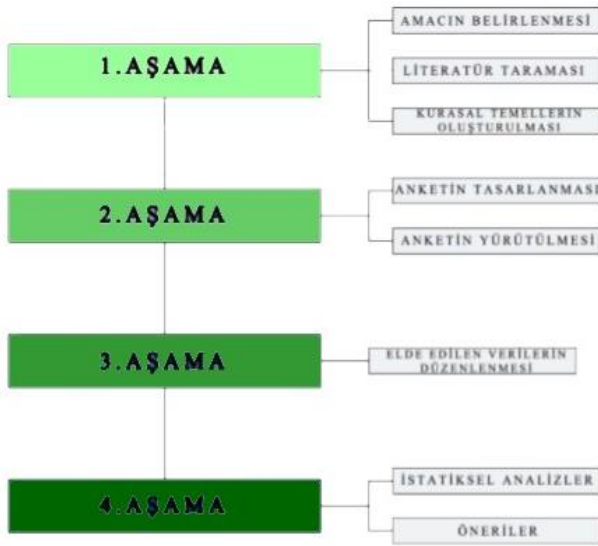 1.AŞAMA
AMACIN BELİRLENMESİ
LİTERATÜR TARAMASI
KURASAL TEMELLERİN
OLUŞTURULMASI
2.AŞAMA
ANKETİN TASARLANMASI
ANKETİN YÜRÜTÜLMESİ
3.AŞAMA
ELDE EDİLEN VERİLERİN
DÜZENLENMESİ
4.AŞAMA
İSTATİKSEL ANALİZLER
ÖNERİLER